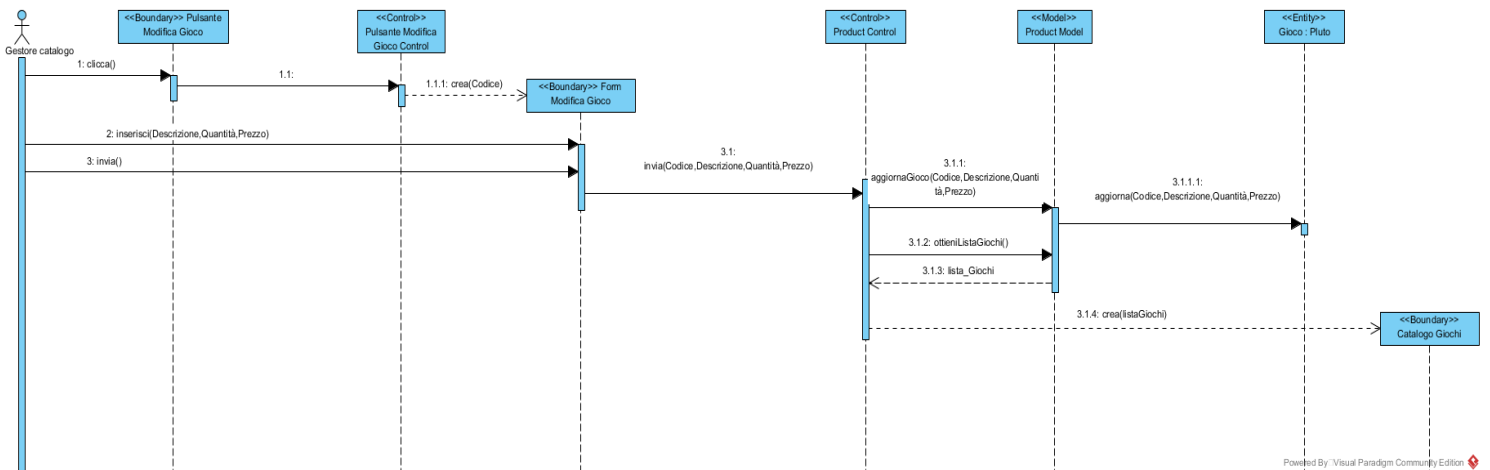 <<Boundary>> Pulsante
Modifica Gioco
<<Control>>
Pulsante Modifica
Gioco Control
<<Control>>
Product Control
<<Model>>
Product Model
<<Entity>>
Gioco : Pluto
Gestore catalogo
1: clicca()
1.1:
1.1.1: crea(Codice)
<<Boundary>> Form
Modifica Gioco
2: inserisci(Descrizione,Quantità,Prezzo)
3: invia()
3.1:
invia(Codice,Descrizione,Quantità,Prezzo)
3.1.1:
aggiornaGioco(Codice,Descrizione,Quanti
tà,Prezzo)
3.1.1.1:
aggiorna(Codice,Descrizione,Quantità,Prezzo)
3.1.2: ottieniListaGiochi()
3.1.3: lista_Giochi
3.1.4: crea(listaGiochi)
<<Boundary>>
Catalogo Giochi
Powered By Visual Paradigm Community Edition